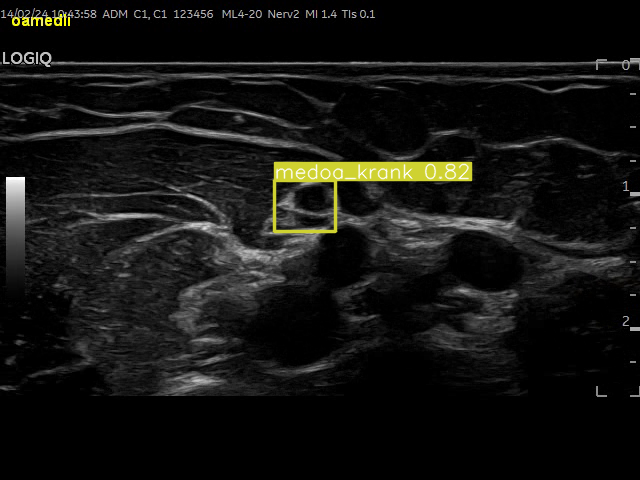 14/02/24 10:43:58 ADM C1, C1 123456 ML4-20 Nerv2 MI 1.4 TIs 0.1
oamedli
LOGIQ
0
medoa_krank 0.82
1
2